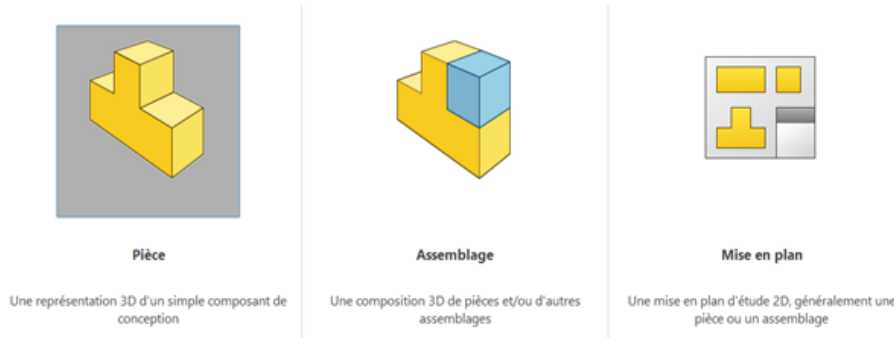 Pièce
Une représentation 3D d'un simple composant de
conception
Assemblage
Une composition 3D de pièces et/ou d'autres
assemblages
Mise en plan
Une mise en plan d'étude 2D, généralement une
pièce ou un assemblage